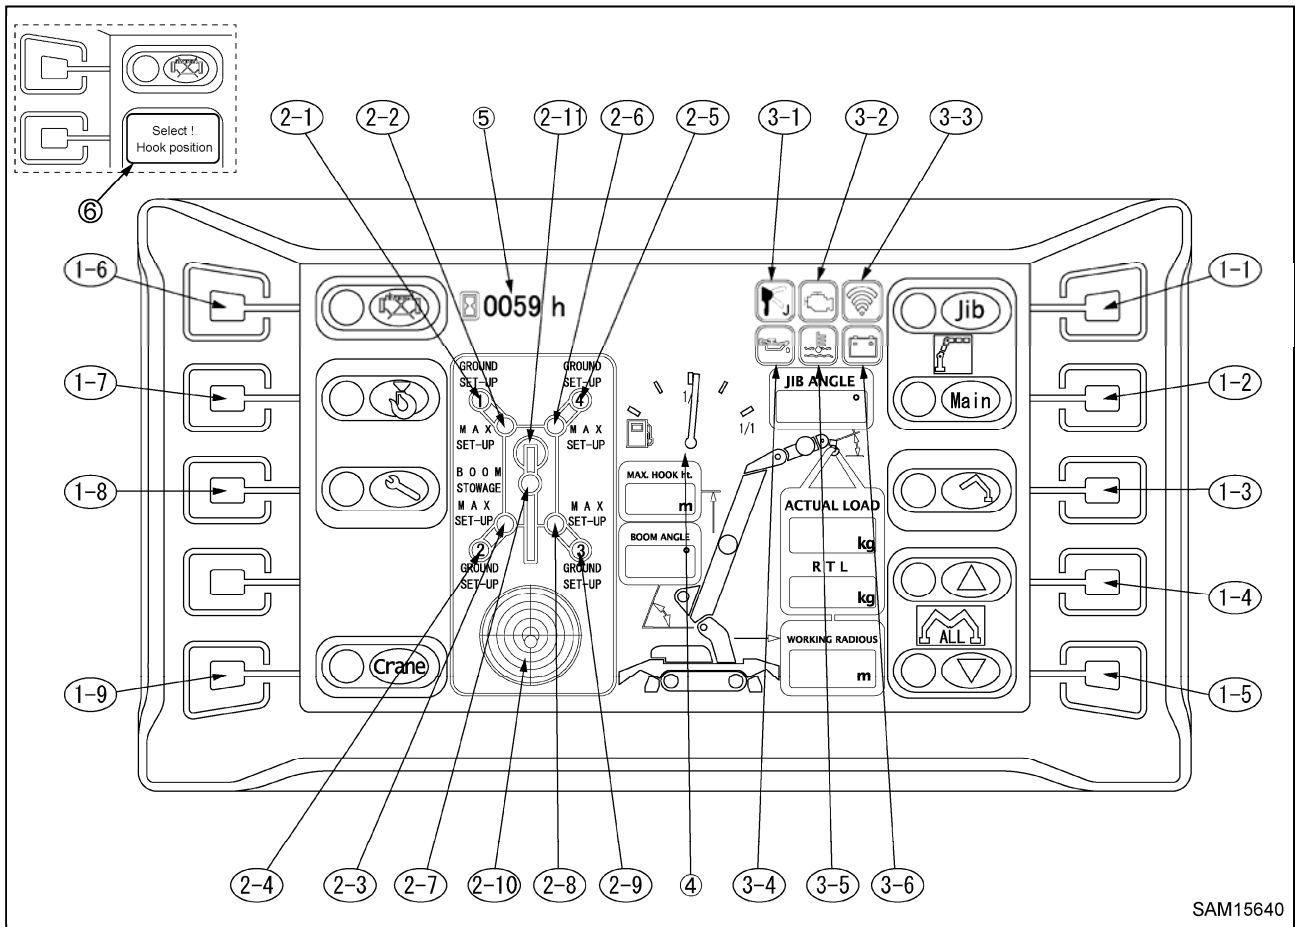 Select !
Hook position
⑥
2-1
2-2
⑤
2-11
2-6
2-5
3-1
3-2
3-3
1-6
1-7
1-8
1-9
1-1
1-2
1-3
1-4
1-5
0059 h
J
GROUND
SET-UP
1
MAX
SET-UP
BOOM
STOWAGE
MAX
SET-UP
2
GROUND
SET-UP
GROUND
SET-UP
4
MAX
SET-UP
MAX
SET-UP
3
GROUND
SET-UP
Crane
1/
1/1
MAX. HOOK Ht.
m
BOOM ANGLE
°
JIB ANGLE
°
ACTUAL LOAD
kg
R T L
kg
WORKING RADIOUS
m
Jib
Main
ALL
2-4
2-3
2-7
2-10
2-8
2-9
④
3-4
3-5
3-6
SAM15640